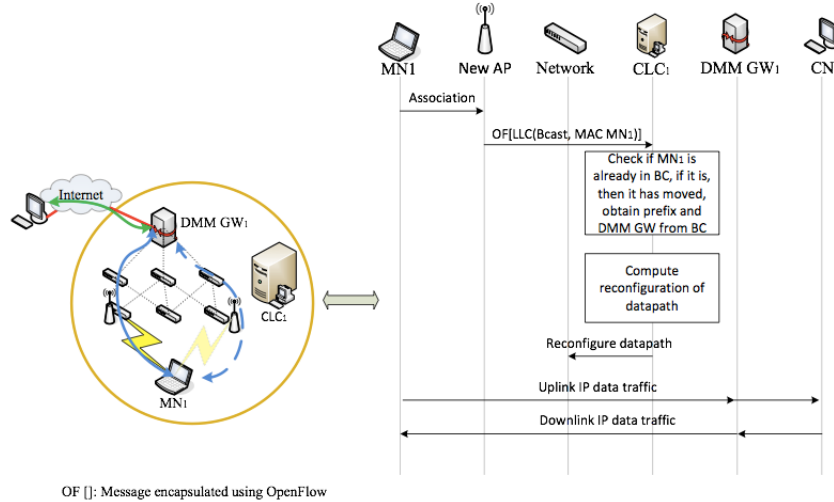 MN1
New AP
Network
CLC1
DMM GW1
CN
Association
OF[LLC(Bcast, MAC MN1)]
Check if MN1 is
already in BC, if it is,
then it has moved,
obtain prefix and
DMM GW from BC
Compute
reconfiguration of
datapath
Reconfigure datapath
Uplink IP data traffic
Downlink IP data traffic
Internet
DMM GW1
CLC1
MN1
OF []: Message encapsulated using OpenFlow